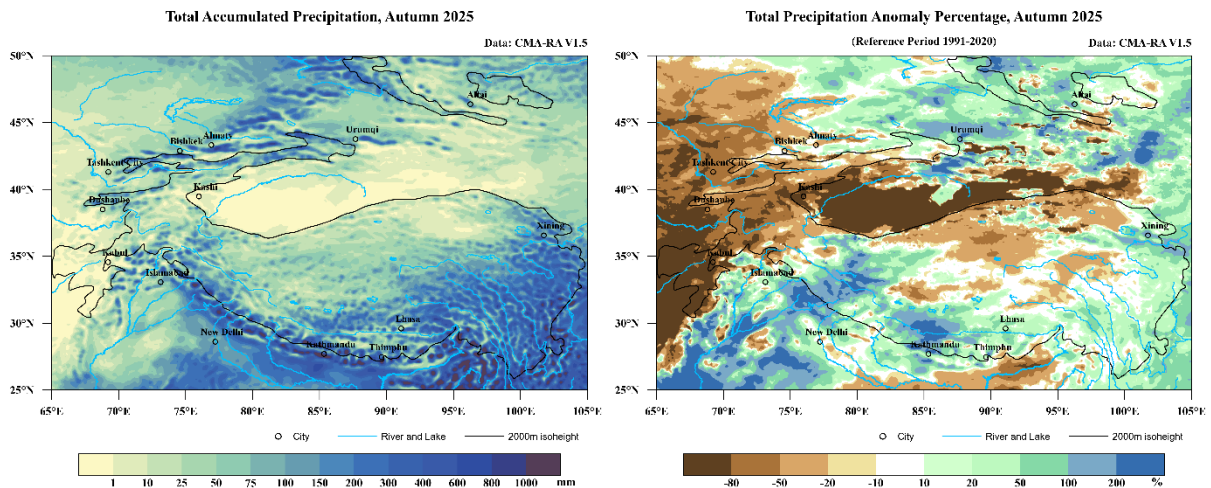 Total Accumulated Precipitation, Autumn 2025
Data: CMA-RA V1.5
50°N
45°N
40°N
35°N
30°N
25°N
Altai
Urumqi
Almaty
Bishkek
Tashkent City
Kashi
Dushanbe
Xining
Kabul
Islamabad
Lhasa
New Delhi
Kathmandu
Thimphu
65°E 70°E 75°E 80°E 85°E 90°E 95°E 100°E 105°E
City River and Lake 2000m isoheight
1 10 25 50 75 100 150 200 300 400 600 800 1000 mm
Total Precipitation Anomaly Percentage, Autumn 2025
(Reference Period 1991-2020) Data: CMA-RA V1.5
50°N
45°N
40°N
35°N
30°N
25°N
Altai
Urumqi
Almaty
Bishkek
Tashkent City
Kashi
Dushanbe
Xining
Kabul
Islamabad
Lhasa
New Delhi
Kathmandu
Thimphu
65°E 70°E 75°E 80°E 85°E 90°E 95°E 100°E 105°E
City River and Lake 2000m isoheight
-80 -50 -20 -10 10 20 50 100 200 %